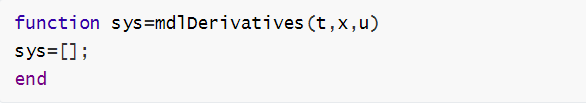 function sys=mdlDerivatives(t,x,u)
sys=[];
end